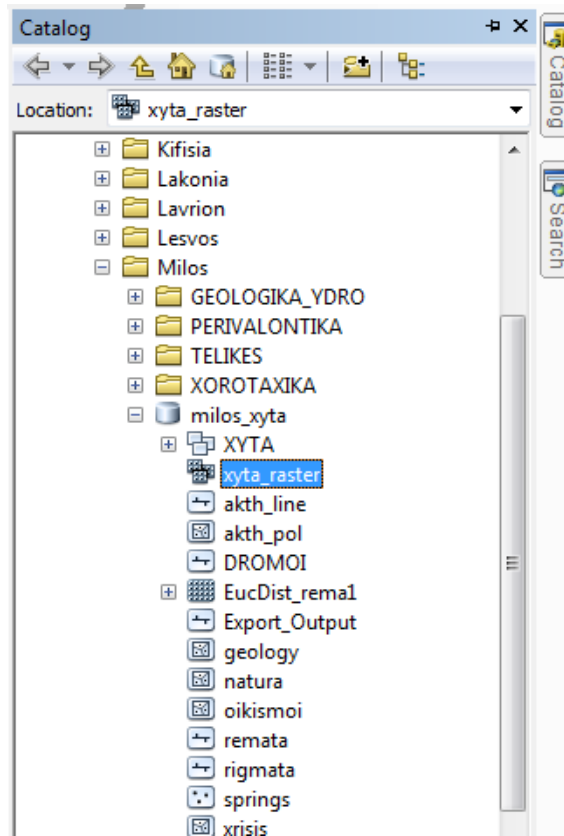 Catalog
Location: xyta_raster
Kifisia
Lakonia
Lavrion
Lesvos
Milos
GEOLOGIKA_YDRO
PERIVALONTIKA
TELIKES
XOROTAXIKA
milos_xyta
XYTA
xyta_raster
akth_line
akth_pol
DROMOI
EucDist_rema1
Export_Output
geology
natura
oikismoi
remata
rigmata
springs
xrisis
Catalog
Search